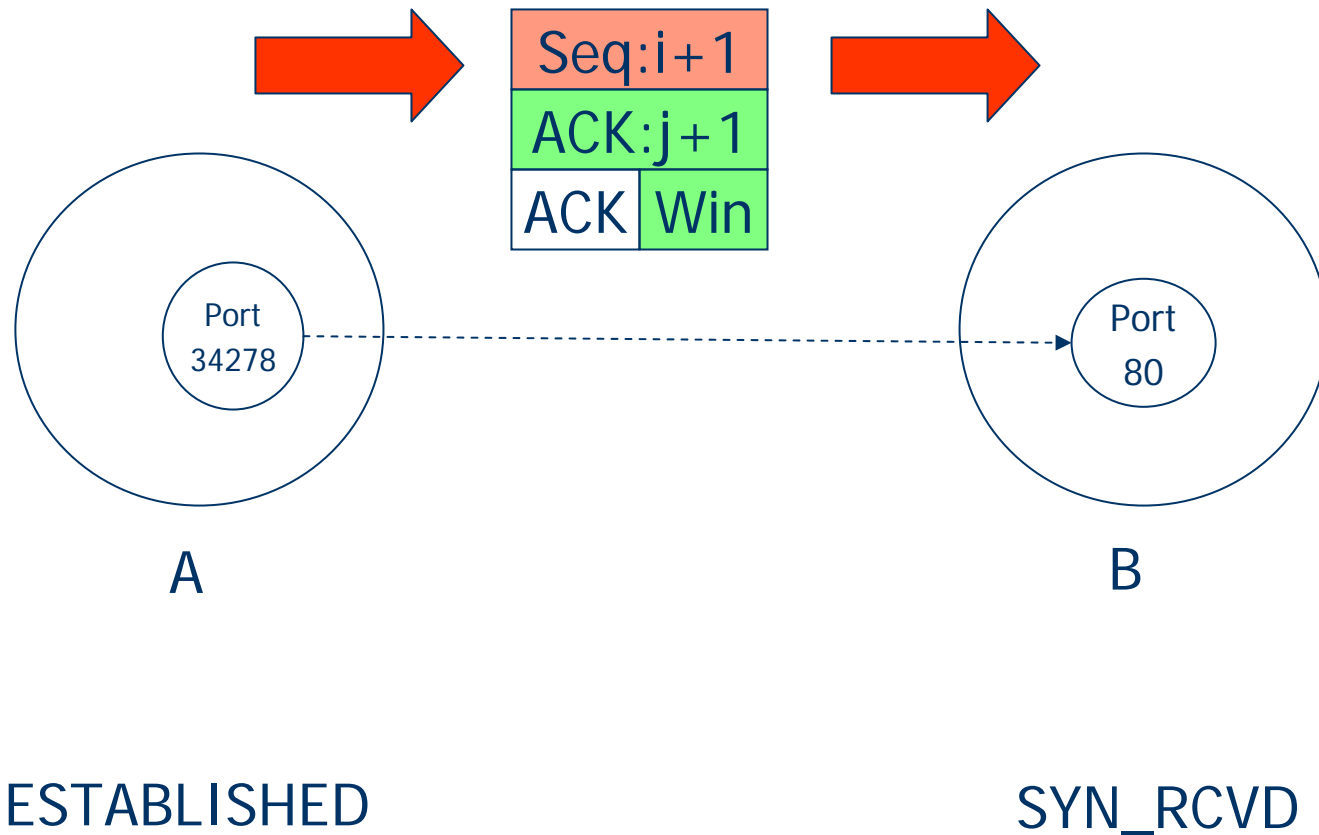 Seq:i+1
ACK:j+1
ACK Win
Port
34278
Port
80
A
B
ESTABLISHED
SYN_RCVD